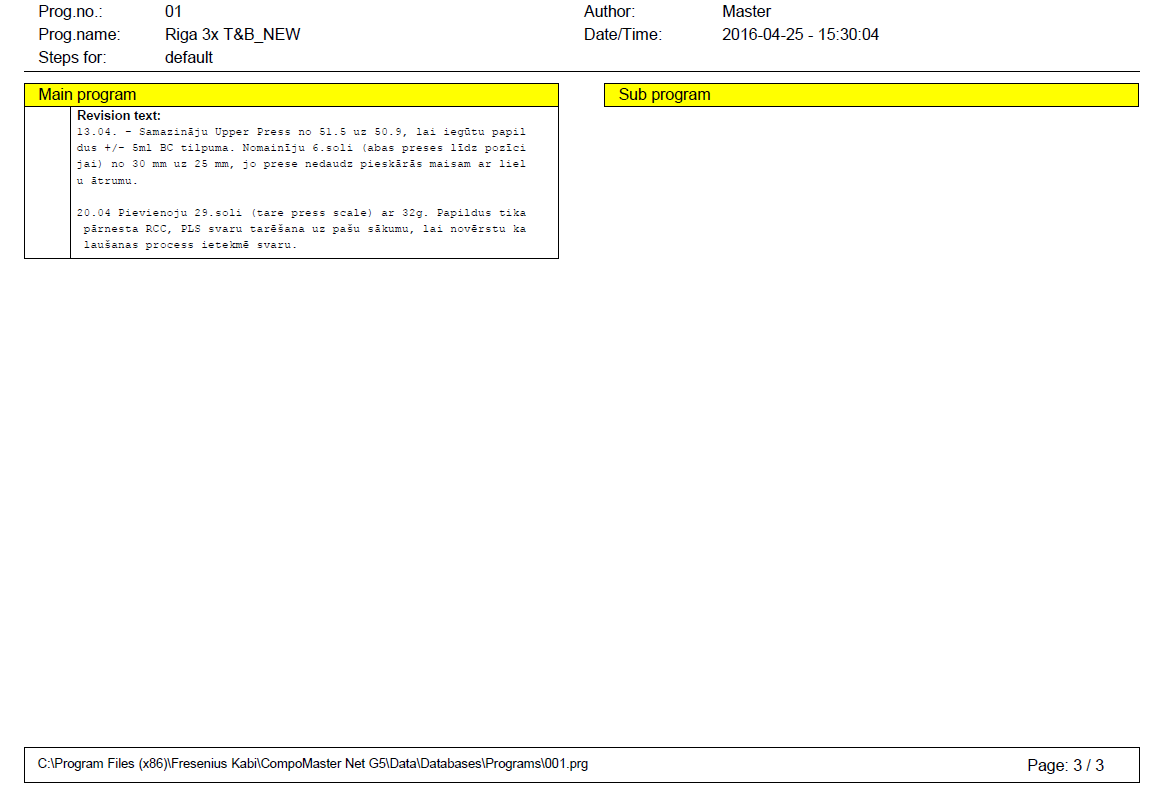 Prog.no.: 01 Author: Master
Prog.name: Riga 3x T&B_NEW Date/Time: 2016-04-25 - 15:30:04
Steps for: default
Main program
Revision text:
13.04. - Samazināju Upper Press no 51.5 uz 50.9, lai iegūtu papil
dus +/- 5ml BC tilpuma. Nomainīju 6.soli (abas preses līdz pozīci
jai) no 30 mm uz 25 mm, jo prese nedaudz pieskārās maisam ar liel
u ātrumu.
20.04 Pievienoju 29.soli (tare press scale) ar 32g. Papildus tika
pārnesta RCC, PLS svaru tarēšana uz pašu sākumu, lai novērstu ka
laušanas process ietekmē svaru.
Sub program
C:\Program Files (x86)\Fresenius Kabi\CompoMaster Net G5\Data\Databases\Programs\001.prg Page: 3 / 3